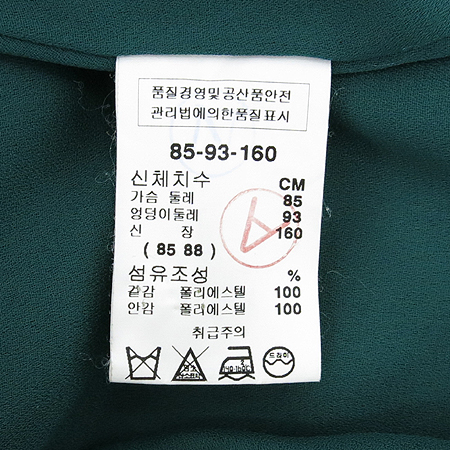 품질경영및공산품안전
관리법에의한품질표시
85-93-160
신체치수 CM
가슴 둘레 85
엉덩이둘레 93
신 장 160
( 85 88 )
섬유조성 %
겉감 폴리에스텔 100
안감 폴리에스텔 100
취급주의
드라이